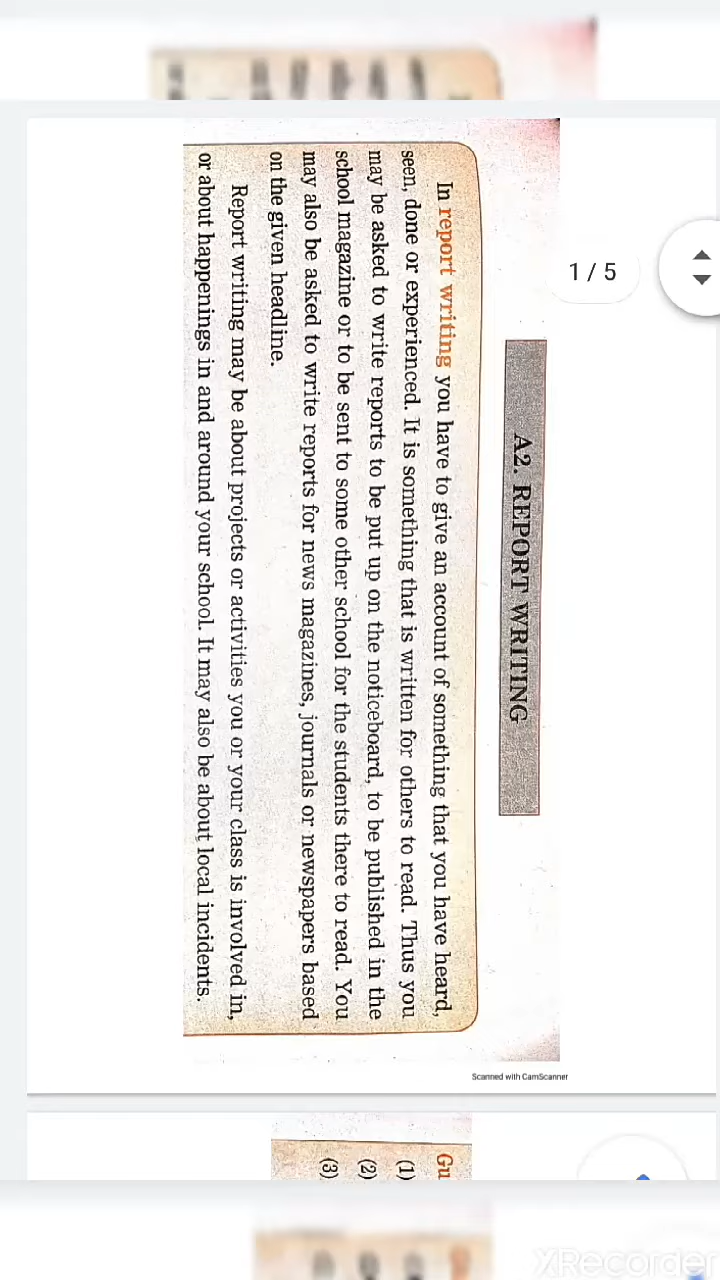 A2. REPORT WRITING
In report writing you have to give an account of something that you have heard,
seen, done or experienced. It is something that is written for others to read. Thus you
may be asked to write reports to be put up on the noticeboard, to be published in the
school magazine or to be sent to some other school for the students there to read. You
may also be asked to write reports for news magazines, journals or newspapers based
on the given headline.
Report writing may be about projects or activities you or your class is involved in,
or about happenings in and around your school. It may also be about local incidents.
1 / 5
Scanned with CamScanner
Gu
(1)
(2)
(3)
XRecorder